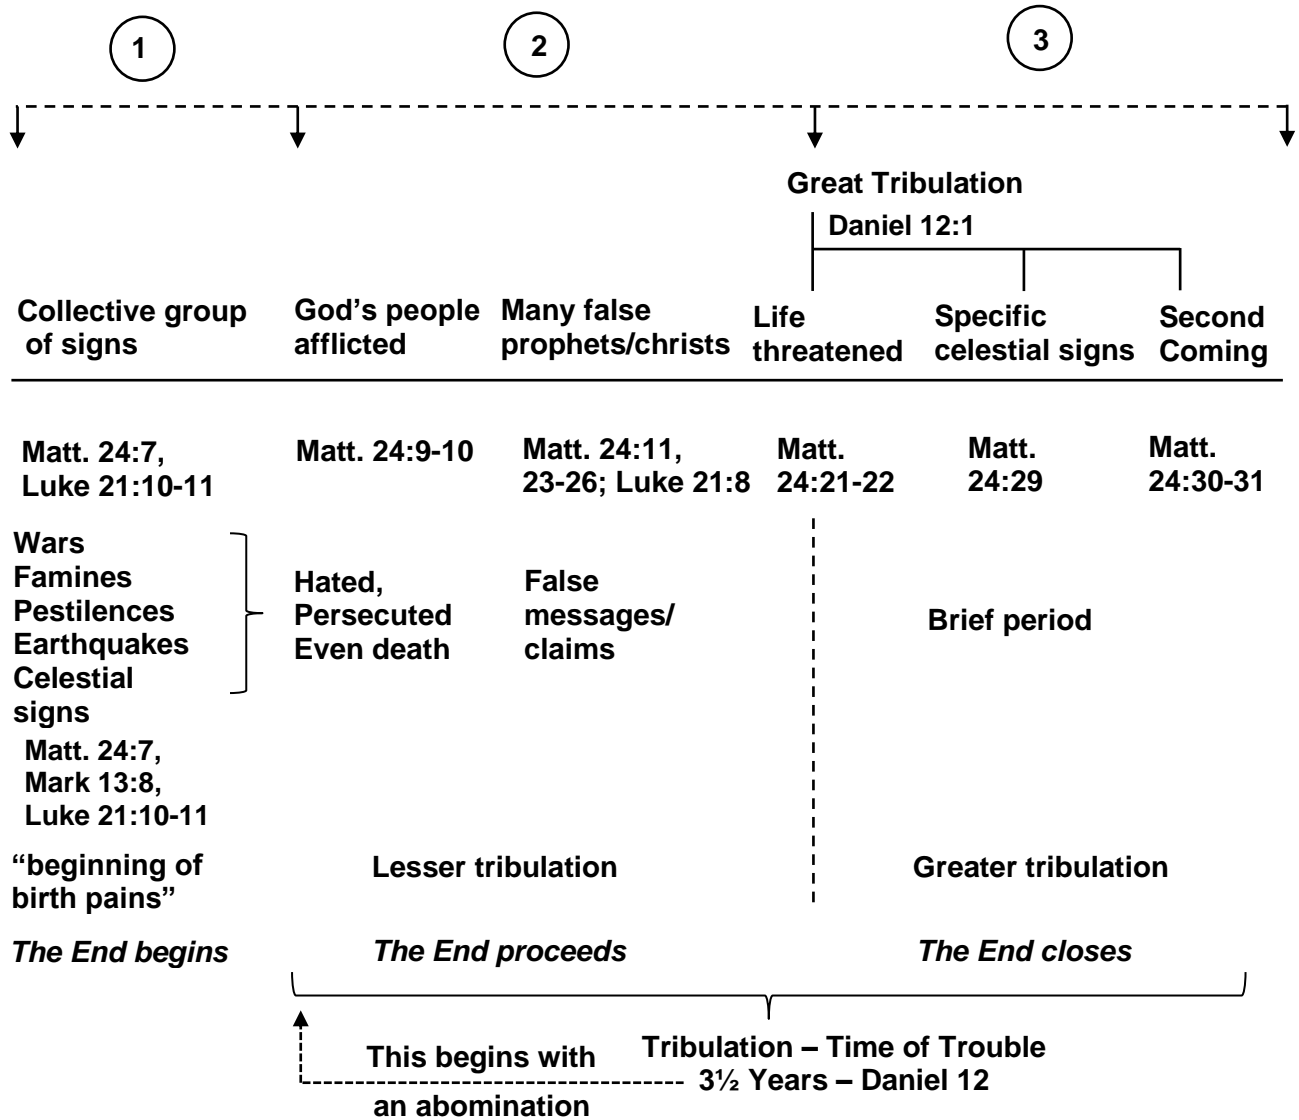 1
2
3
Great Tribulation
Daniel 12:1
Collective group
of signs
God’s people
afflicted
Many false
prophets/christs
Life
threatened
Specific
celestial signs
Second
Coming
Matt. 24:7,
Luke 21:10-11
Matt. 24:9-10
Matt. 24:11,
23-26; Luke 21:8
Matt.
24:21-22
Matt.
24:29
Matt.
24:30-31
Wars
Famines
Pestilences
Earthquakes
Celestial
signs
Matt. 24:7,
Mark 13:8,
Luke 21:10-11
Hated,
Persecuted
Even death
False
messages/
claims
Brief period
“beginning of
birth pains”
Lesser tribulation
Greater tribulation
The End begins
The End proceeds
The End closes
This begins with
an abomination
Tribulation – Time of Trouble
3½ Years – Daniel 12